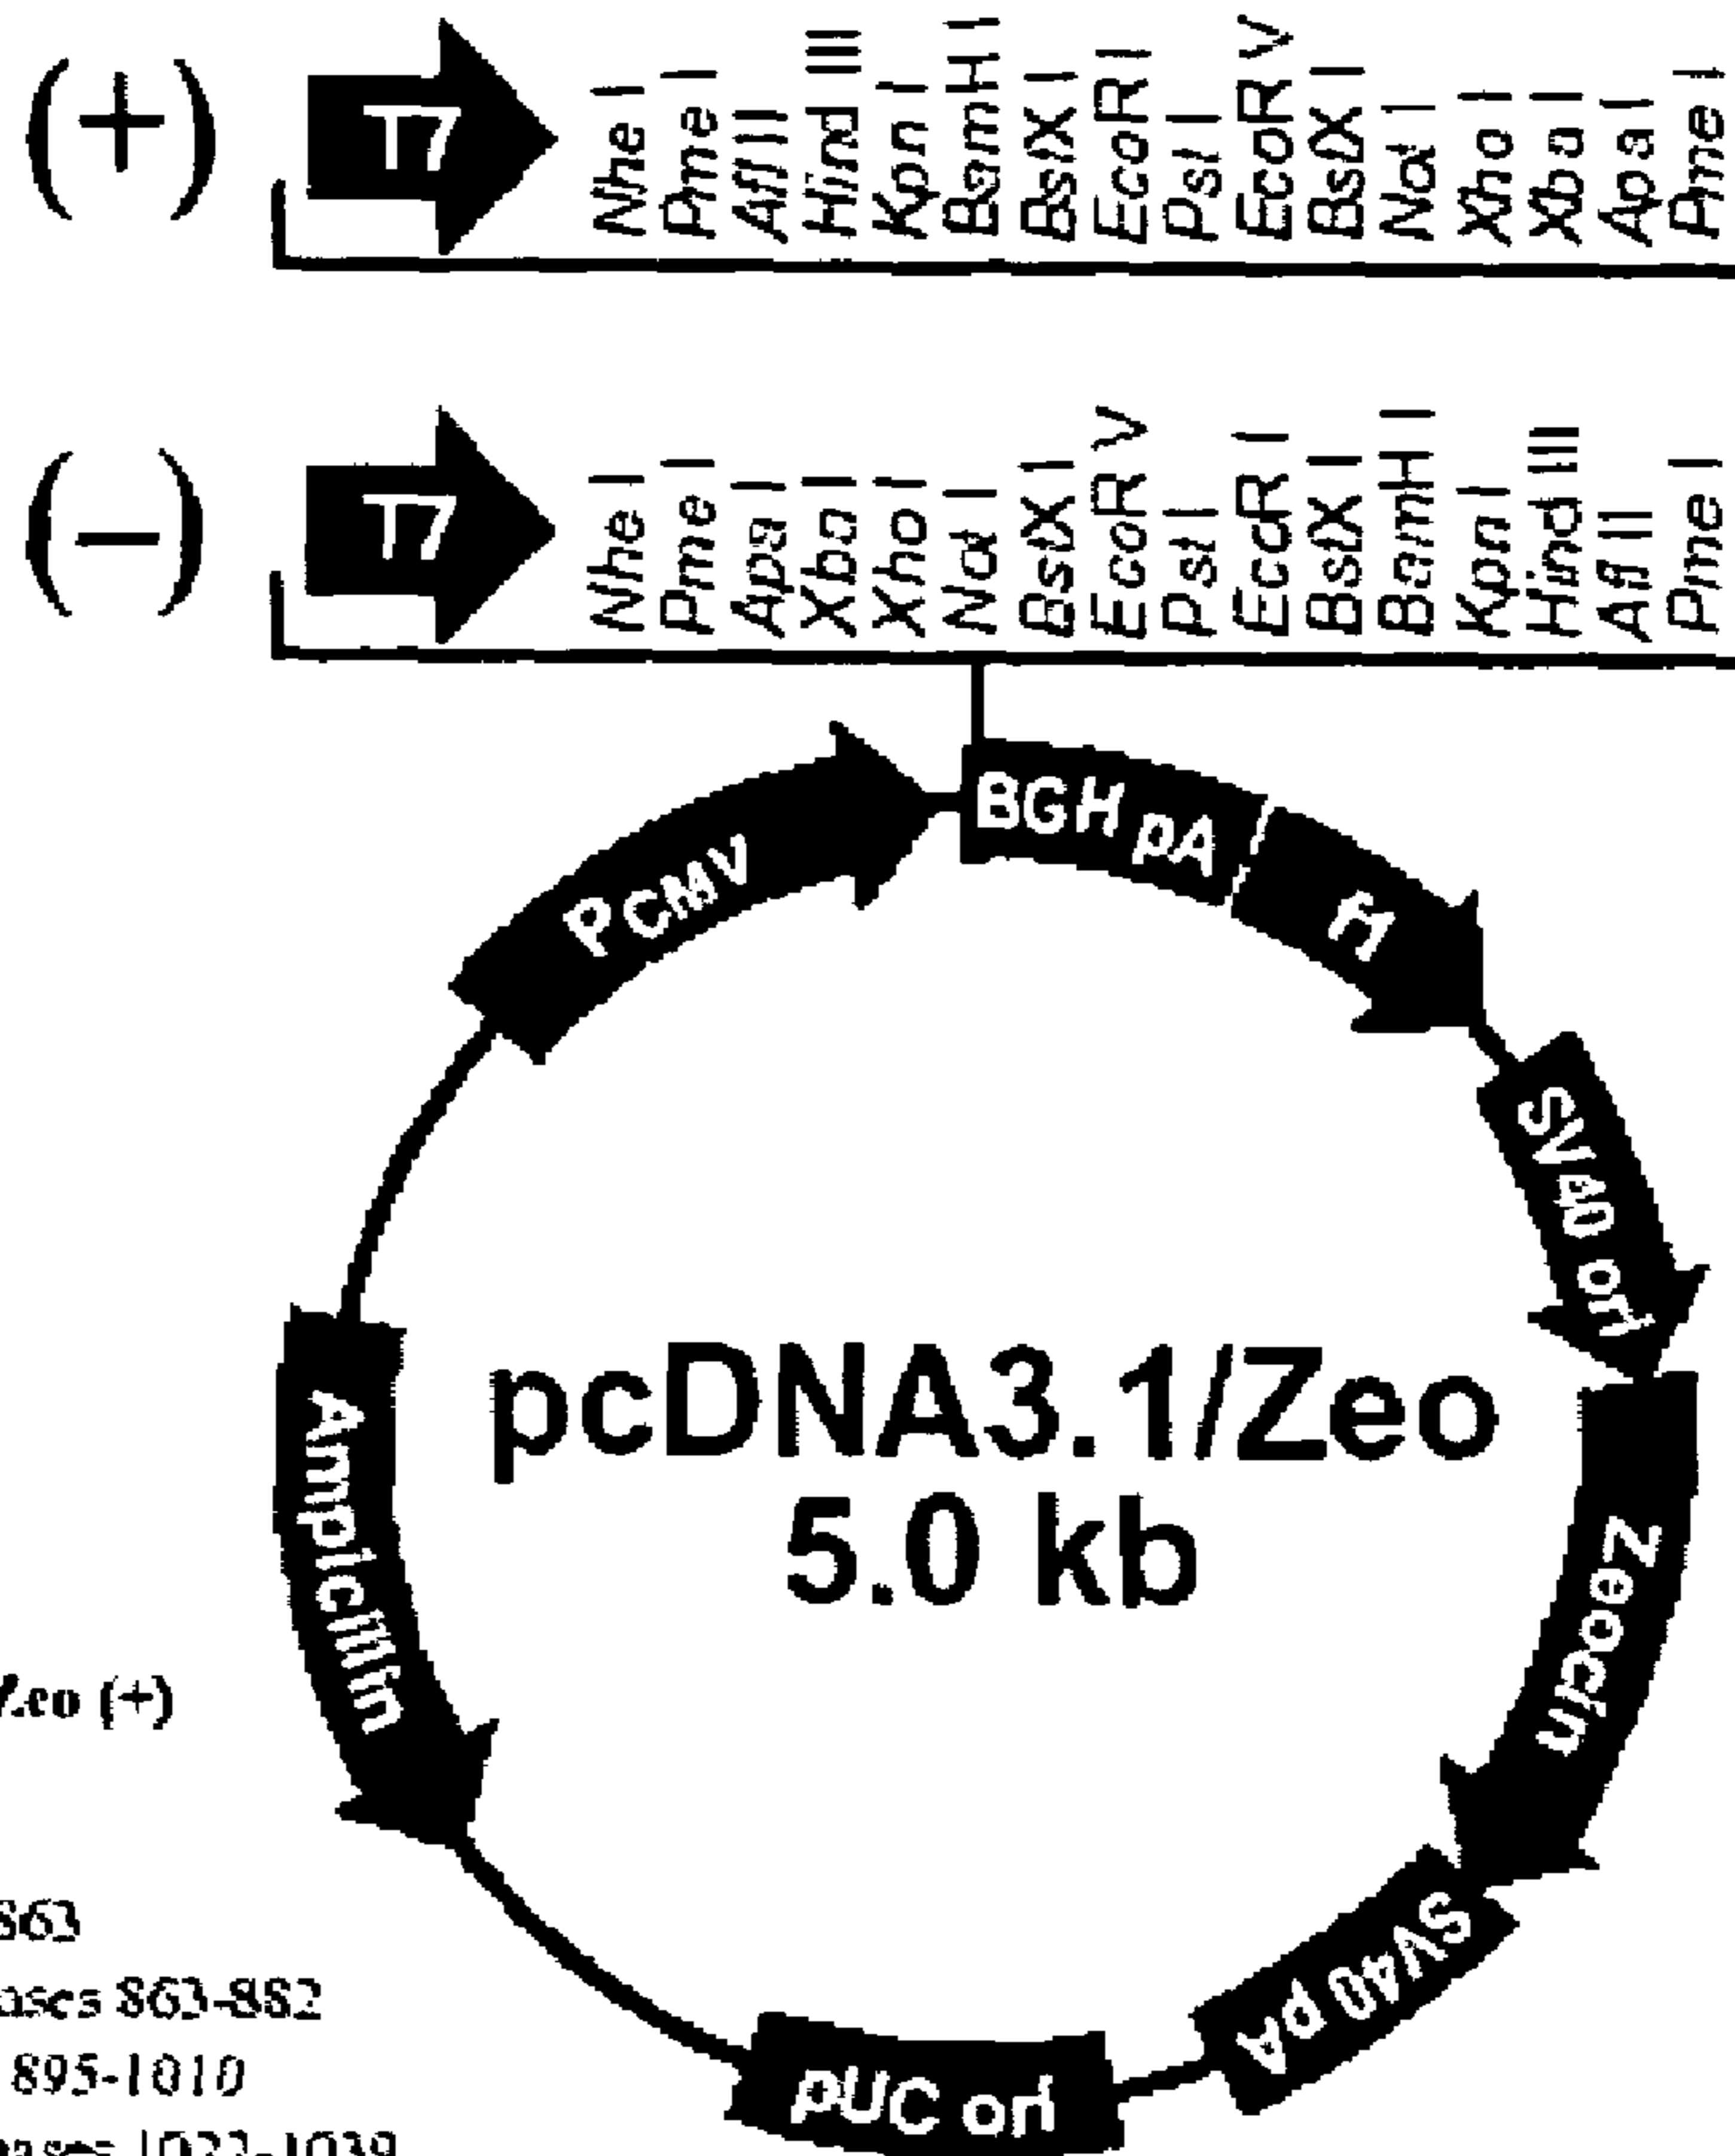 (+) T7 Nhe I Pme I Afl II Hind III Kpn I BamH I BstX I EcoR I Pst I EcoR V BstX I Not I Xho I Xba I Apa I Pme I
(−) T7 Nhe I Pme I Apa I Xba I Xho I Not I BstX I EcoR V Pst I EcoR I BstX I BamH I Kpn I Hind III Afl II Pme I
P CMV
BGH pA
f1
SV40 ori
Zeocin
SV40 pA
pUC ori
Ampicillin
pcDNA3.1/Zeo
5.0 kb
Zeo (+)
863
bases 863-982
895-1010